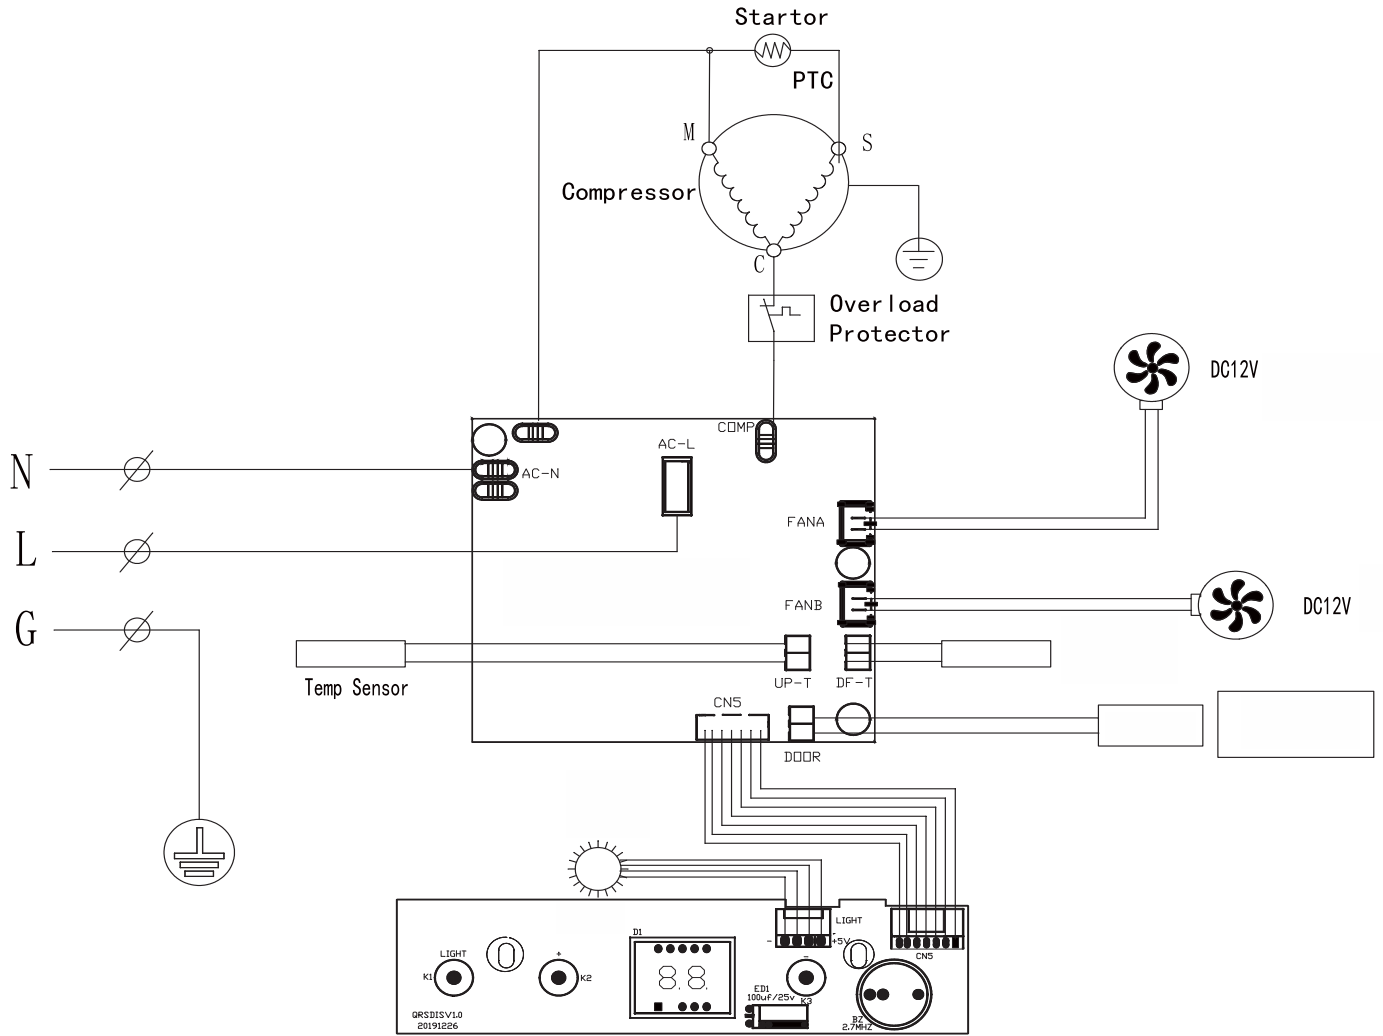 Startor
PTC
M
S
Compressor
C
Overload
Protector
DC12V
COMP
AC-L
N
AC-N
FANA
L
FANB
DC12V
G
Temp Sensor
UP-T
DF-T
CN5
DOOR
LIGHT
D1
- +5V
-
CN5
LIGHT
+
-
K1
K2
8.8.
ED1
100uf/25v
K3
QRSDISV1.0
20191226
BZ
2.7MHZ